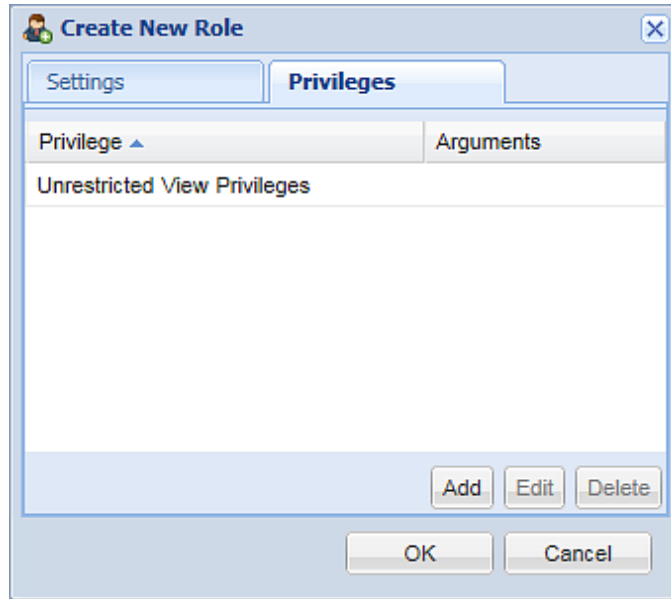 Create New Role
Settings Privileges
Privilege Arguments
Unrestricted View Privileges
Add Edit Delete
OK Cancel